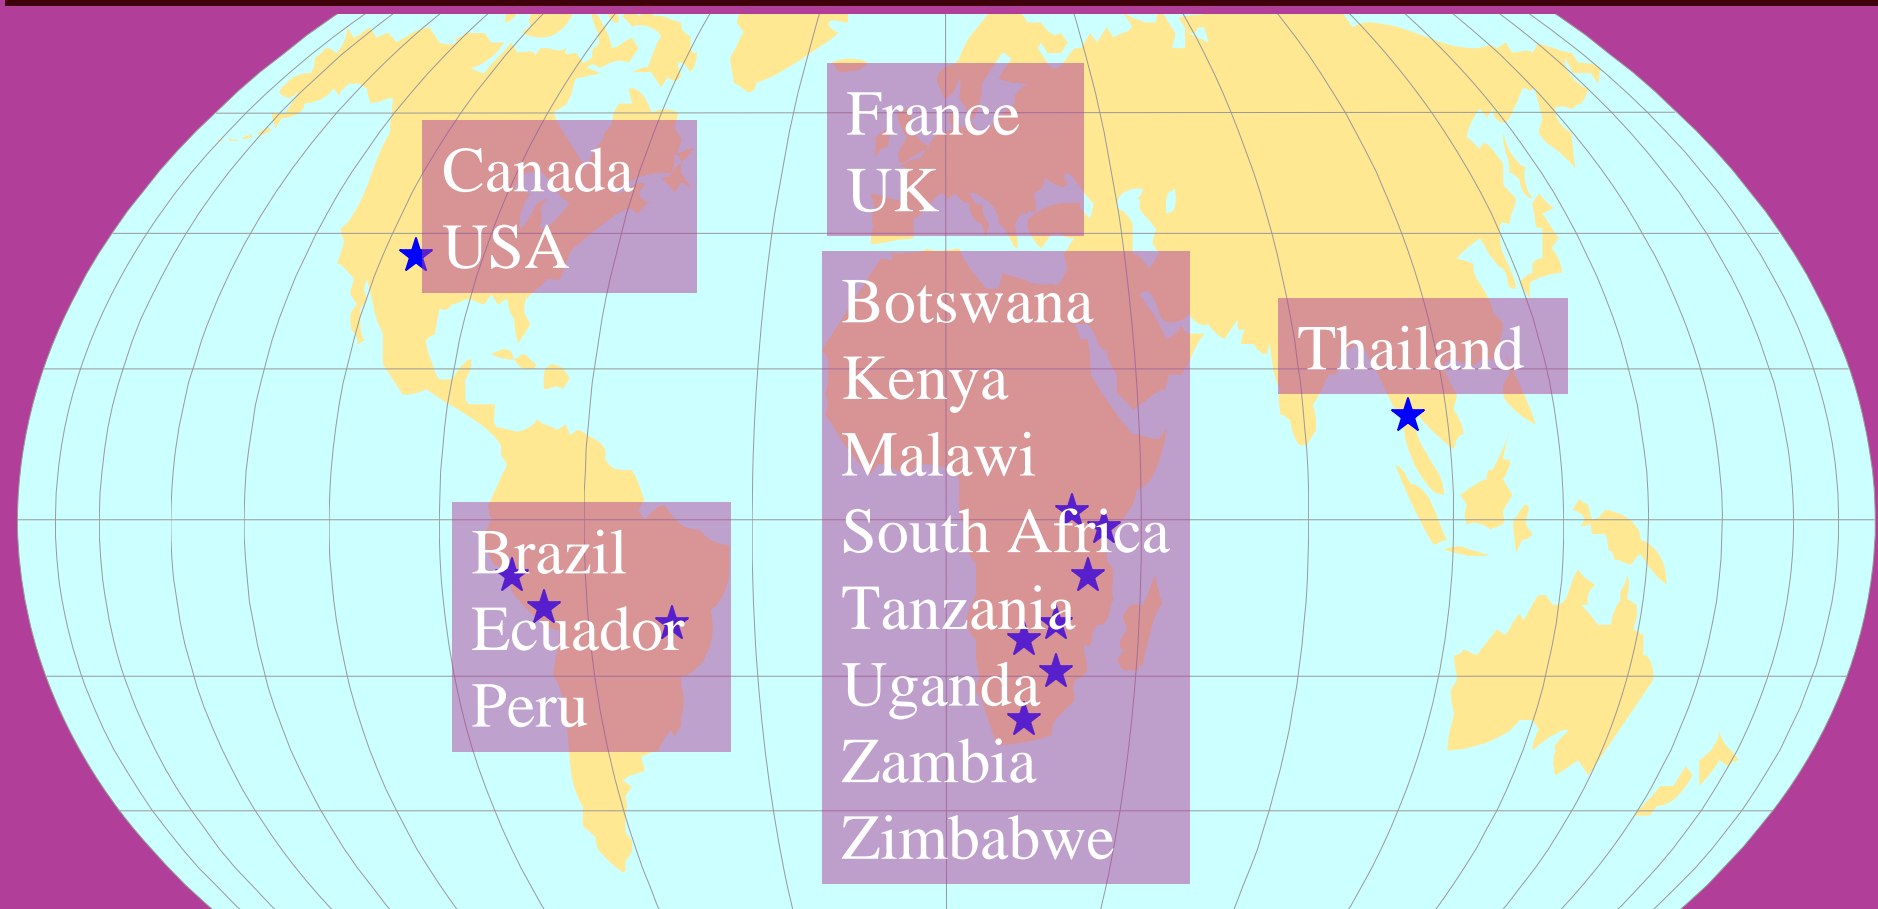 Canada
USA
France
UK
Botswana
Kenya
Malawi
South Africa
Tanzania
Uganda
Zambia
Zimbabwe
Thailand
Brazil
Ecuador
Peru